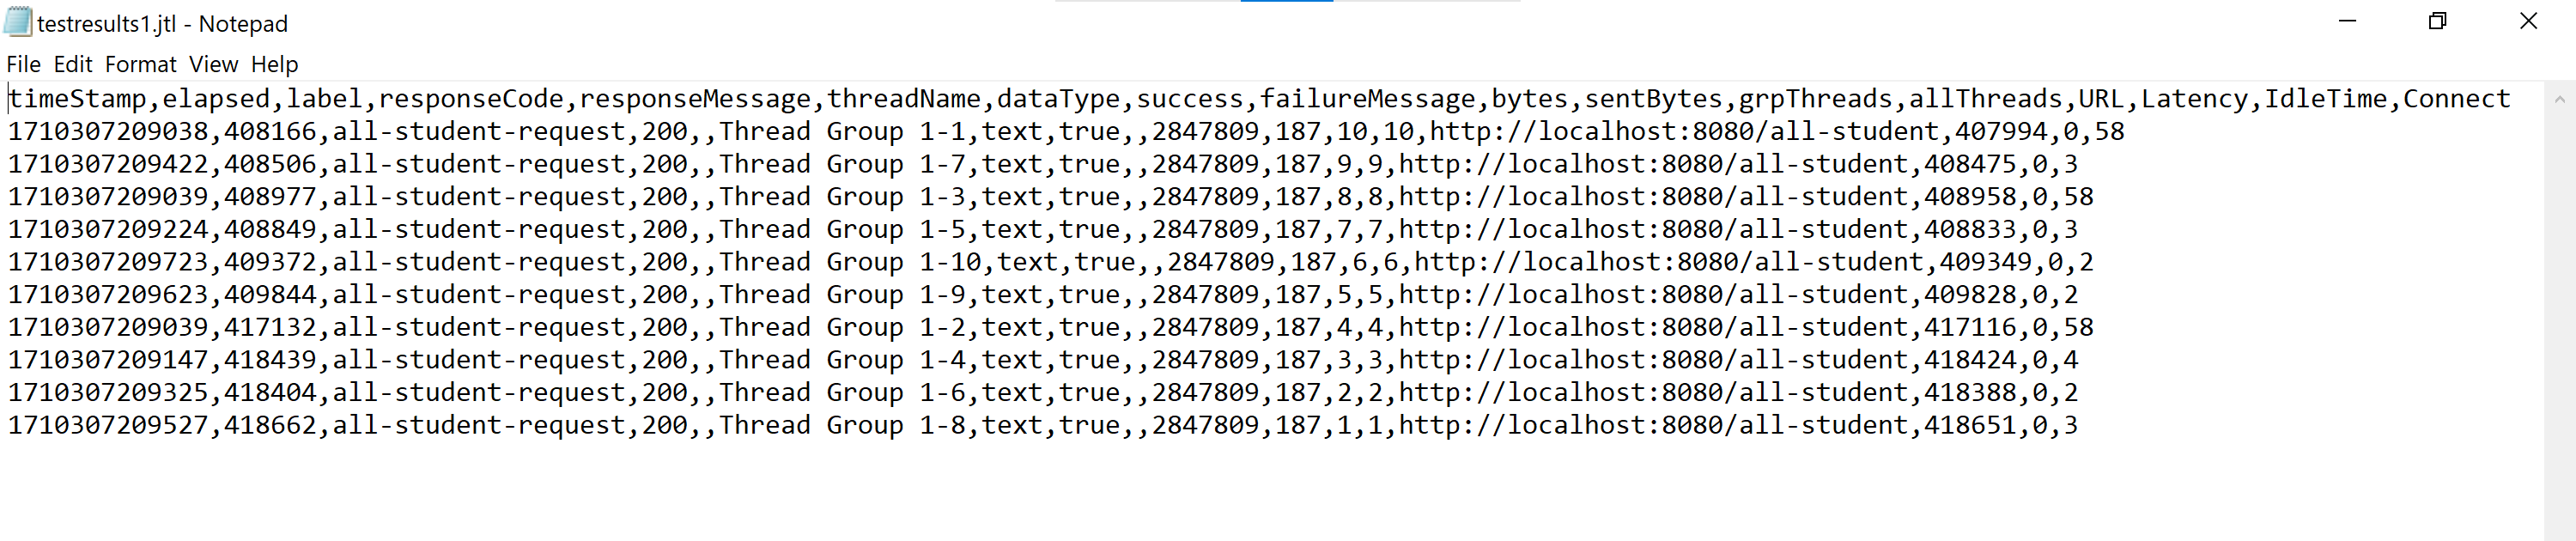 testresults1.jtl - Notepad
File Edit Format View Help
timeStamp,elapsed,label,responseCode,responseMessage,threadName,dataType,success,failureMessage,bytes,sentBytes,grpThreads,allThreads,URL,Latency,IdleTime,Connect
1710307209038,408166,all-student-request,200,,Thread Group 1-1,text,true,,2847809,187,10,10,http://localhost:8080/all-student,407994,0,58
1710307209422,408506,all-student-request,200,,Thread Group 1-7,text,true,,2847809,187,9,9,http://localhost:8080/all-student,408475,0,3
1710307209039,408977,all-student-request,200,,Thread Group 1-3,text,true,,2847809,187,8,8,http://localhost:8080/all-student,408958,0,58
1710307209224,408849,all-student-request,200,,Thread Group 1-5,text,true,,2847809,187,7,7,http://localhost:8080/all-student,408833,0,3
1710307209723,409372,all-student-request,200,,Thread Group 1-10,text,true,,2847809,187,6,6,http://localhost:8080/all-student,409349,0,2
1710307209623,409844,all-student-request,200,,Thread Group 1-9,text,true,,2847809,187,5,5,http://localhost:8080/all-student,409828,0,2
1710307209039,417132,all-student-request,200,,Thread Group 1-2,text,true,,2847809,187,4,4,http://localhost:8080/all-student,417116,0,58
1710307209147,418439,all-student-request,200,,Thread Group 1-4,text,true,,2847809,187,3,3,http://localhost:8080/all-student,418424,0,4
1710307209325,418404,all-student-request,200,,Thread Group 1-6,text,true,,2847809,187,2,2,http://localhost:8080/all-student,418388,0,2
1710307209527,418662,all-student-request,200,,Thread Group 1-8,text,true,,2847809,187,1,1,http://localhost:8080/all-student,418651,0,3